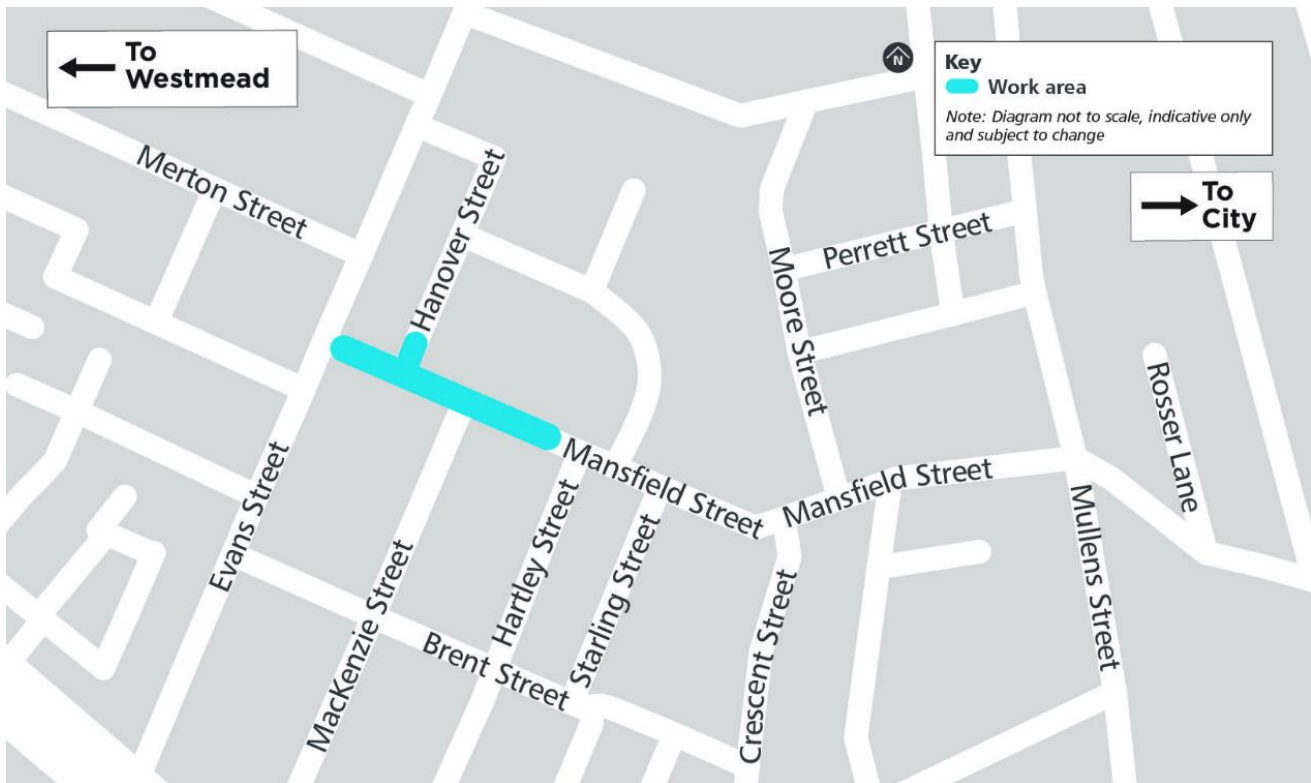 To
Westmead
N
Key
Work area
Note: Diagram not to scale, indicative only
and subject to change
To
City
Merton Street
Hanover Street
Perrett Street
Moore Street
Rosser Lane
Mansfield Street
Mansfield Street
Evans Street
Hartley Street
Starling Street
Mullens Street
MacKenzie Street
Brent Street
Crescent Street